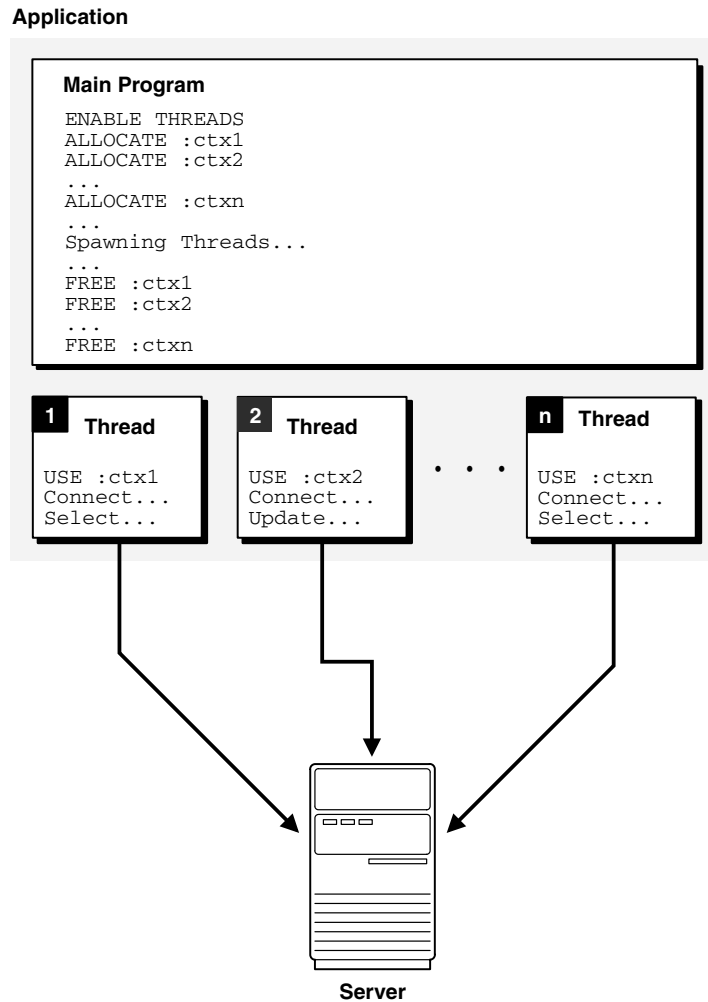 Application
Main Program
ENABLE THREADS
ALLOCATE :ctx1
ALLOCATE :ctx2
...
ALLOCATE :ctxn
...
Spawning Threads...
...
FREE :ctx1
FREE :ctx2
...
FREE :ctxn
1 Thread
USE :ctx1
Connect...
Select...
2 Thread
USE :ctx2
Connect...
Update...
. . .
n Thread
USE :ctxn
Connect...
Select...
Server